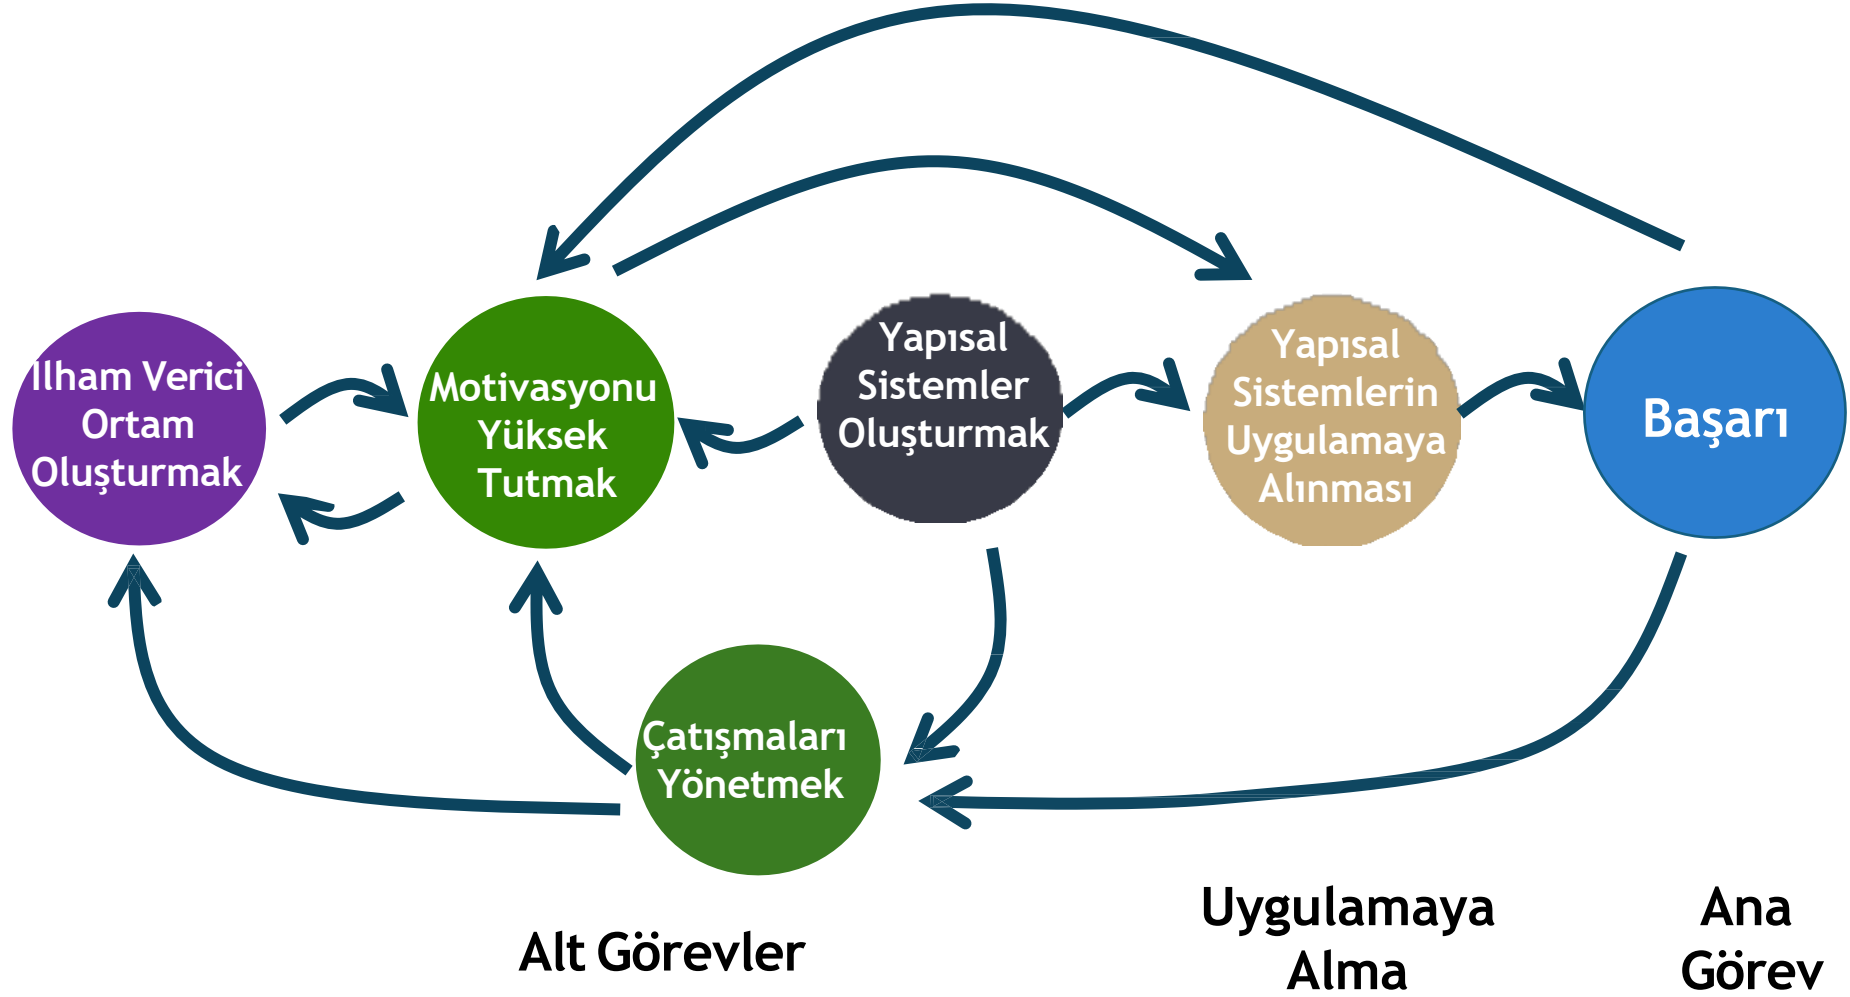 İlham Verici
Ortam
Oluşturmak
Motivasyonu
Yüksek
Tutmak
Yapısal
Sistemler
Oluşturmak
Yapısal
Sistemlerin
Uygulamaya
Alınması
Başarı
Çatışmaları
Yönetmek
Alt Görevler
Uygulamaya
Alma
Ana
Görev